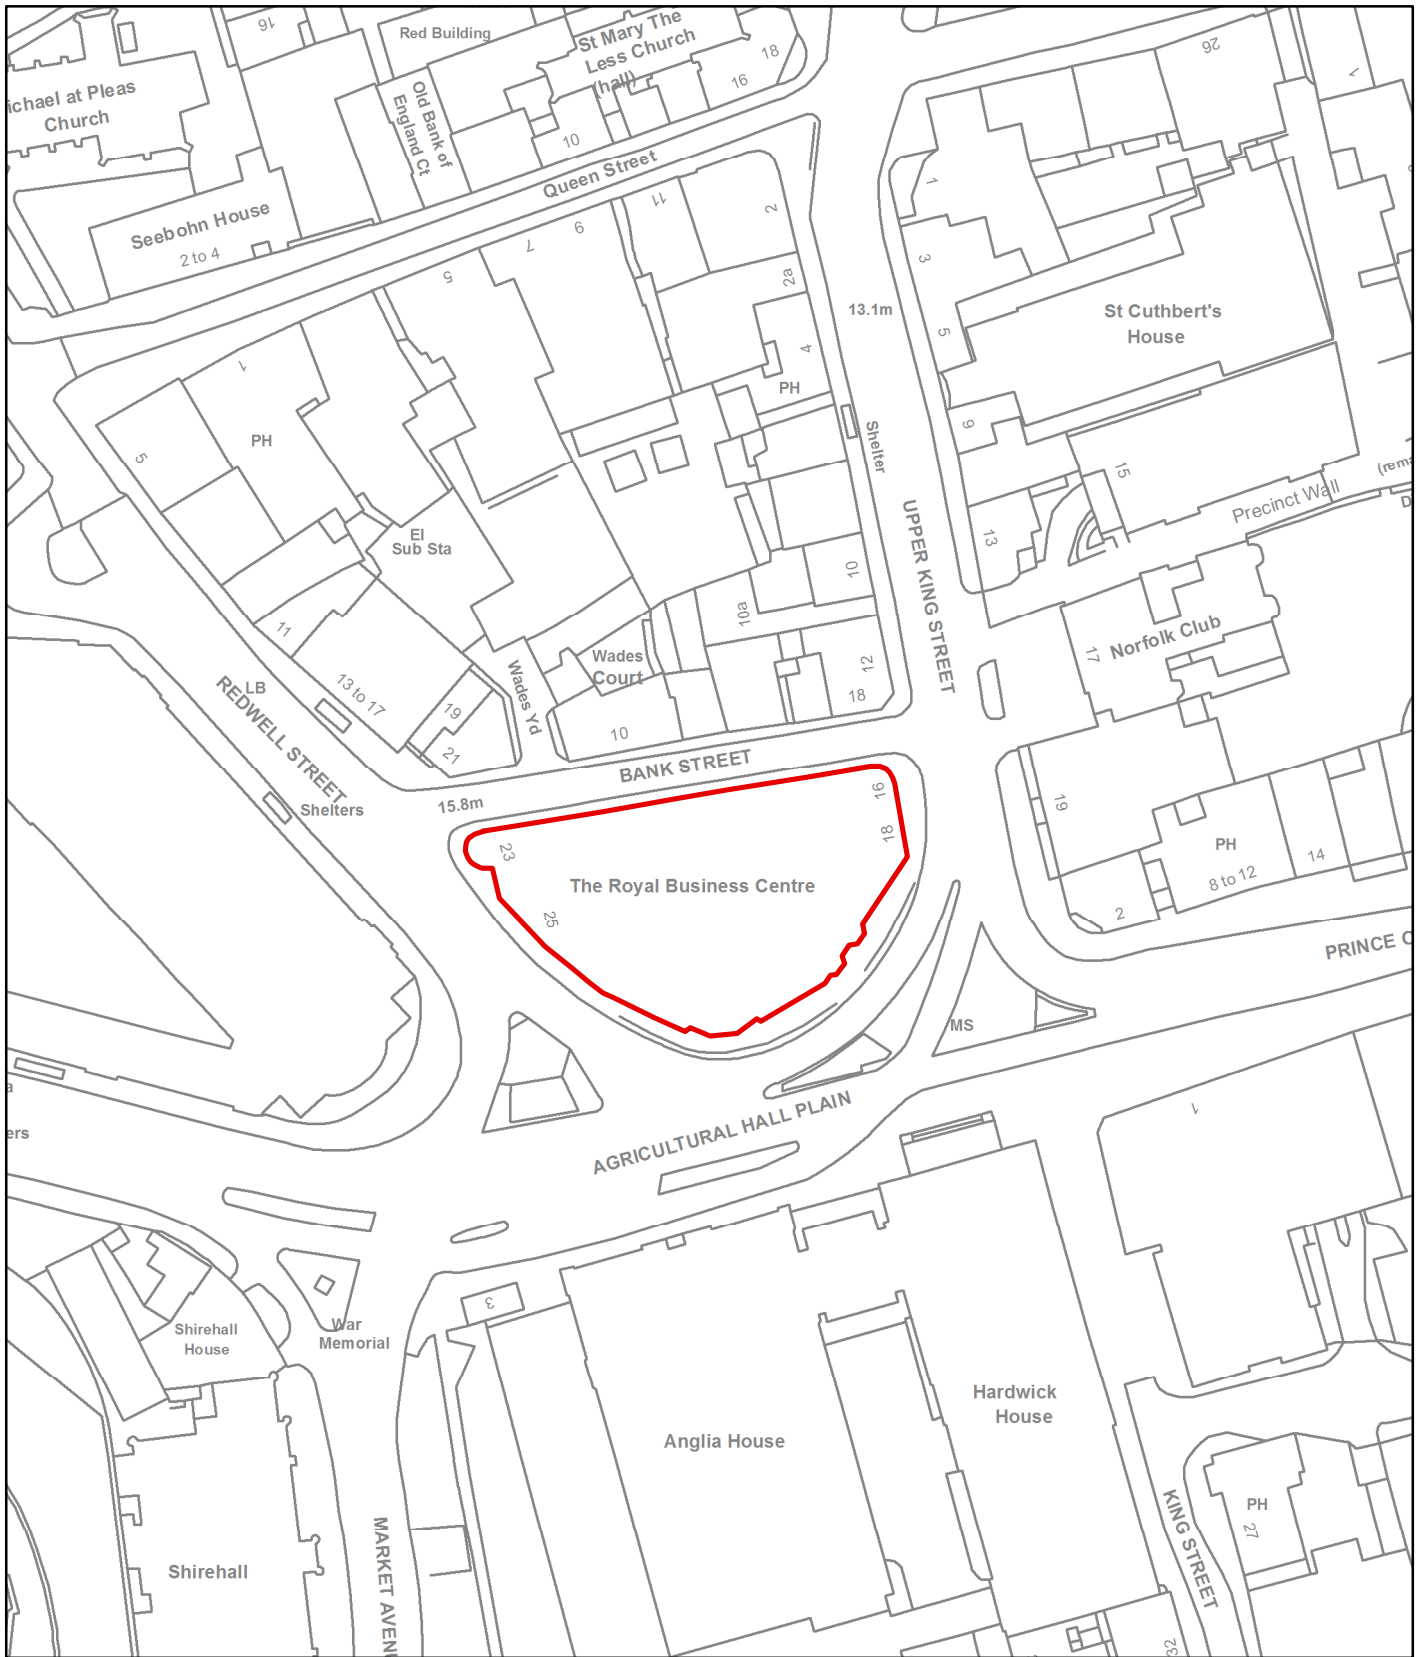 16
Red Building
St Mary The
Less Church
(hall)
18
16
26
1
ichael at Pleas
Church
Old Bank of
England Ct
10
Queen Street
Seebohn House
2 to 4
11
9
7
5
2
2a
1
3
5
13.1m
St Cuthbert's
House
4
PH
1
PH
5
Shelter
9
15
Precinct Wall
(rema
D
El
Sub Sta
13
UPPER KING STREET
10
10a
12
18
Norfolk Club
17
11
Wades
Court
Wades Yd
LB
REDWELL STREET
13 to 17
19
21
10
BANK STREET
15.8m
Shelters
16
18
23
25
The Royal Business Centre
19
PH
8 to 12
14
2
PRINCE O
MS
AGRICULTURAL HALL PLAIN
1
a
ers
3
Shirehall
House
War
Memorial
Hardwick
House
Anglia House
PH
27
KING STREET
Shirehall
MARKET AVENU
32